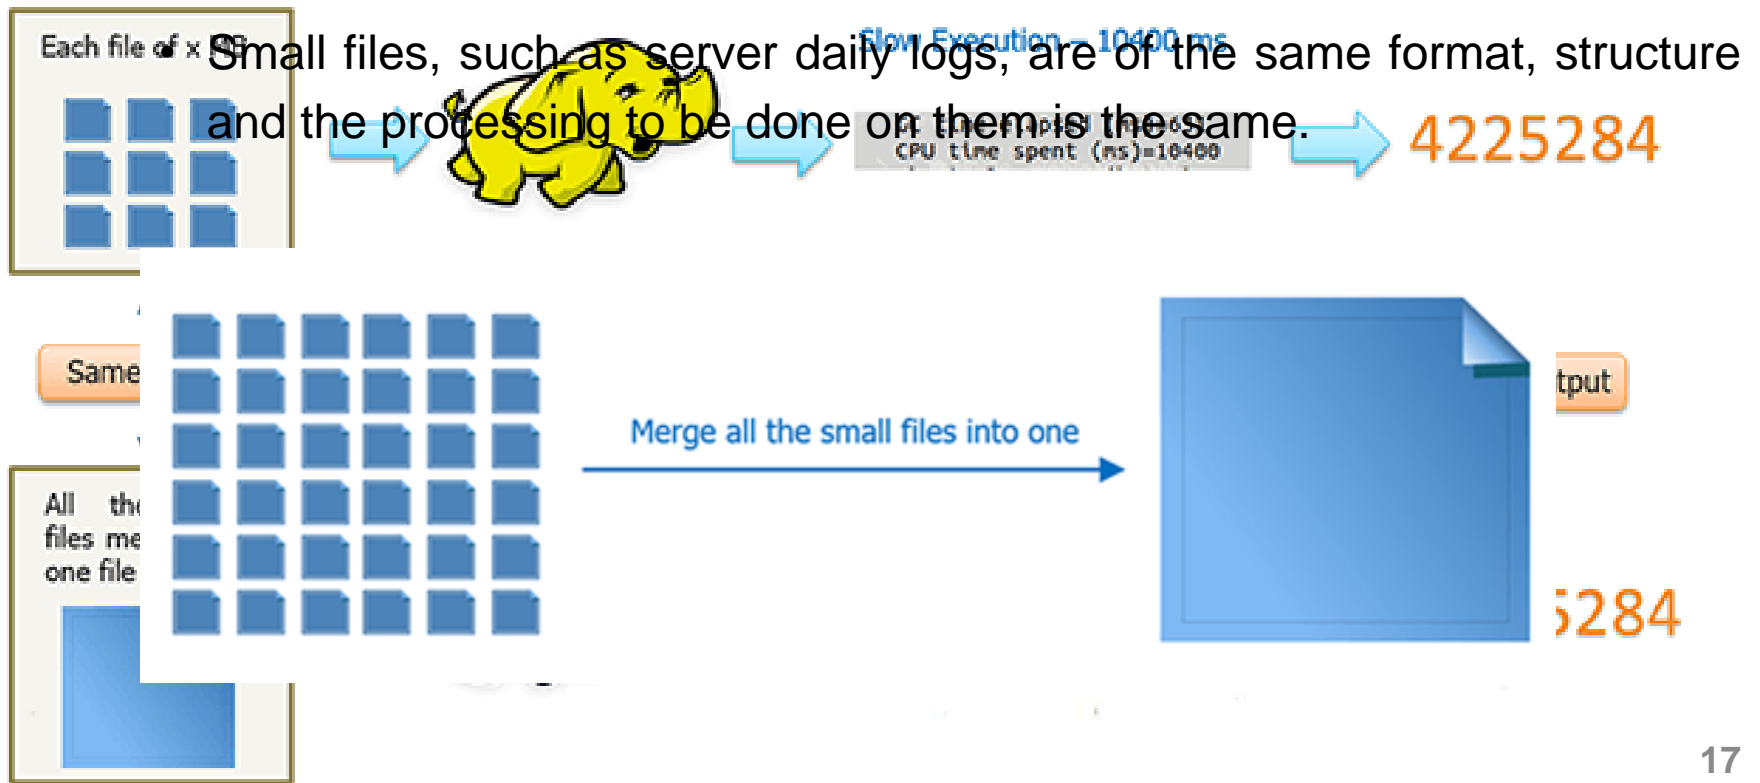 Each file of x MB
Slow Execution – 10400 ms
• Small files, such as server daily logs, are of the same format, structure
and the processing to be done on them is the same.
CPU time spent (ms)=10400
4225284
Same
tput
Merge all the small files into one
All the
files me
one file
5284
17